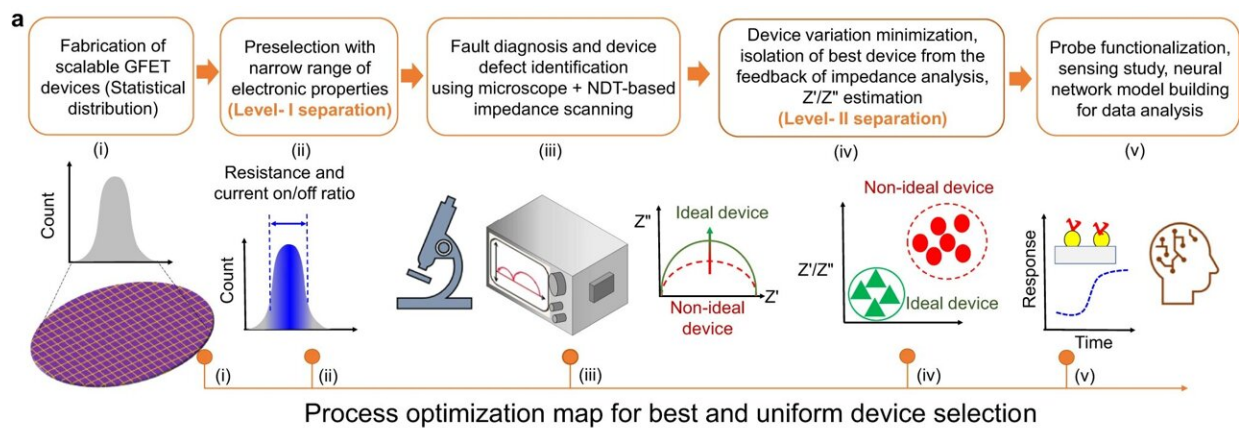 a
Fabrication of
scalable GFET
devices (Statistical
distribution)
Preselection with
narrow range of
electronic properties
(Level- I separation)
Fault diagnosis and device
defect identification
using microscope + NDT-based
impedance scanning
Device variation minimization,
isolation of best device from the
feedback of impedance analysis,
Z'/Z" estimation
(Level- II separation)
Probe functionalization,
sensing study, neural
network model building
for data analysis
(i)
(ii)
(iii)
(iv)
(v)
Count
Resistance and
current on/off ratio
Count
Z"
Ideal device
Z'
Non-ideal
device
Non-ideal device
Z'/Z"
Ideal device
Response
Time
(i)
(ii)
(iii)
(iv)
(v)
Process optimization map for best and uniform device selection